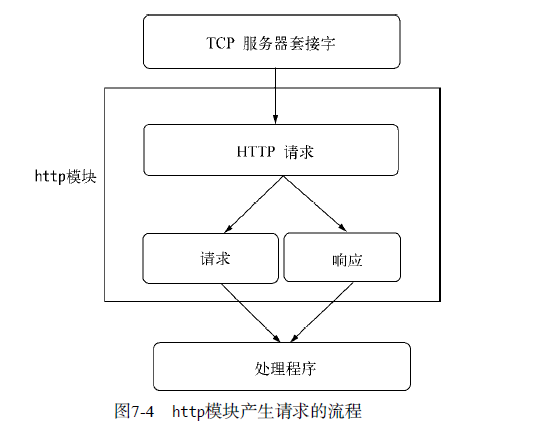 TCP 服务器套接字
HTTP 请求
http模块
请求
响应
处理程序
图7-4 http模块产生请求的流程